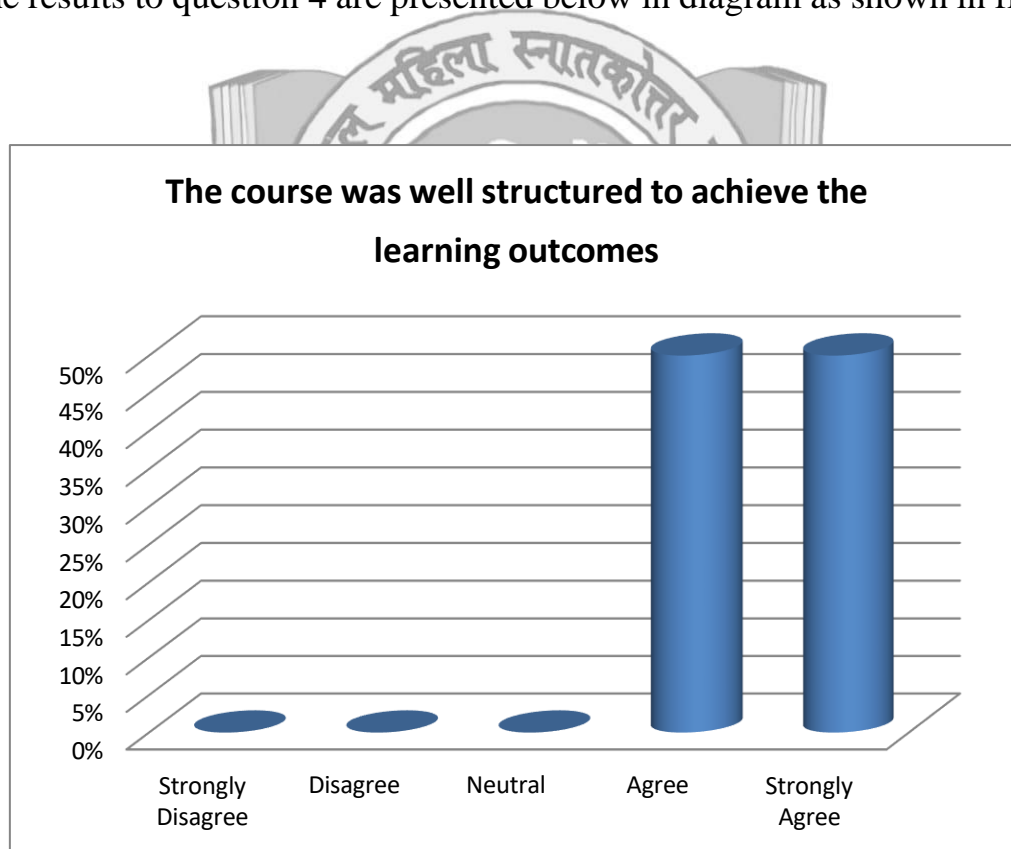 results to question 4 are presented below in diagram as shown in
महिला स्नातकोत्तर
The course was well structured to achieve the
learning outcomes
50%
45%
40%
35%
30%
25%
20%
15%
10%
5%
0%
Strongly
Disagree
Disagree
Neutral
Agree
Strongly
Agree